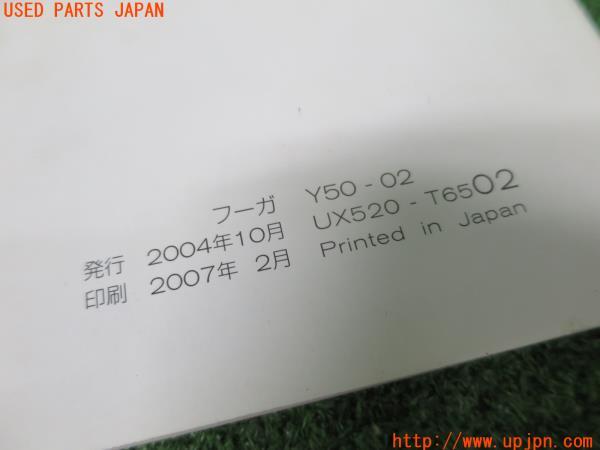 USED PARTS JAPAN
フーガ Y50-02
発行 2004年10月 UX520-T6502
印刷 2007年 2月 Printed in Japan
http://www.upjpn.com/